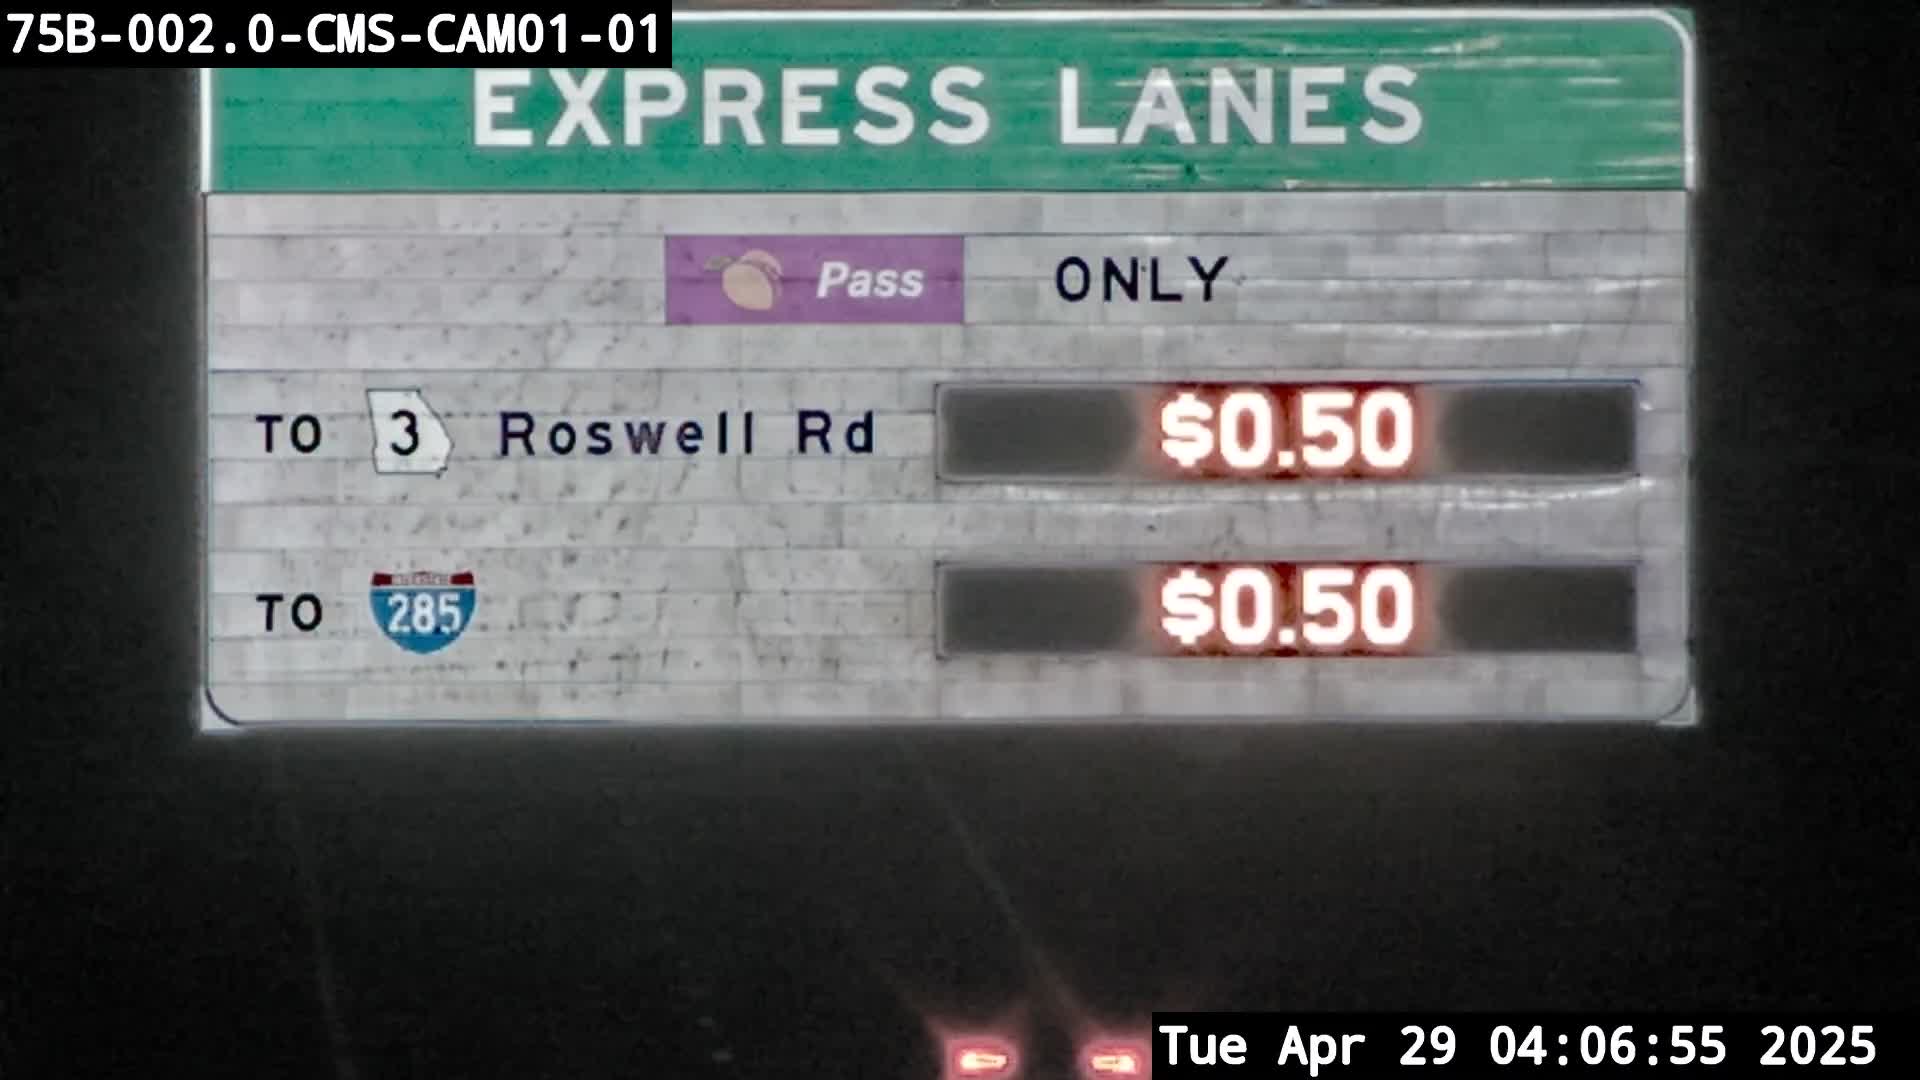 75B-002.0-CMS-CAM01-01
EXPRESS LANES
Pass ONLY
TO 3 Roswell Rd $0.50
TO 285 $0.50
Tue Apr 29 04:06:55 2025